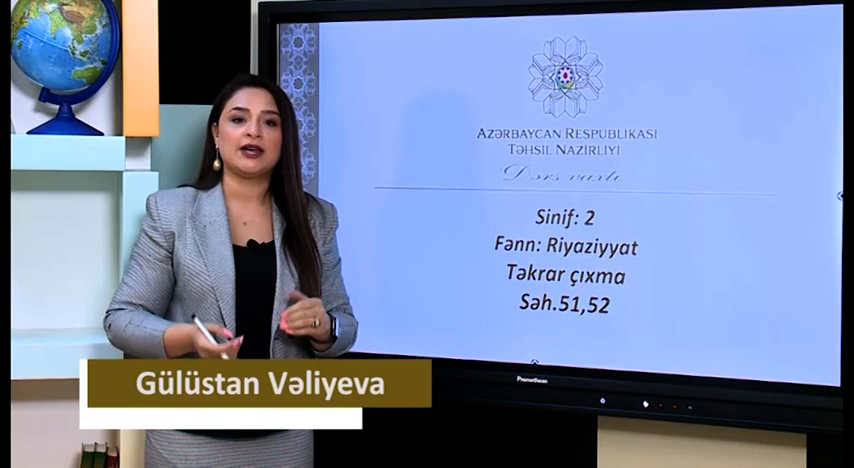 AZƏRBAYCAN RESPUBLİKASI
TƏHSİL NAZİRLİYİ
Dərs vaxtı
Sinif: 2
Fənn: Riyaziyyat
Təkrar çıxma
Səh.51,52
Gülüstan Vəliyeva
Promethean